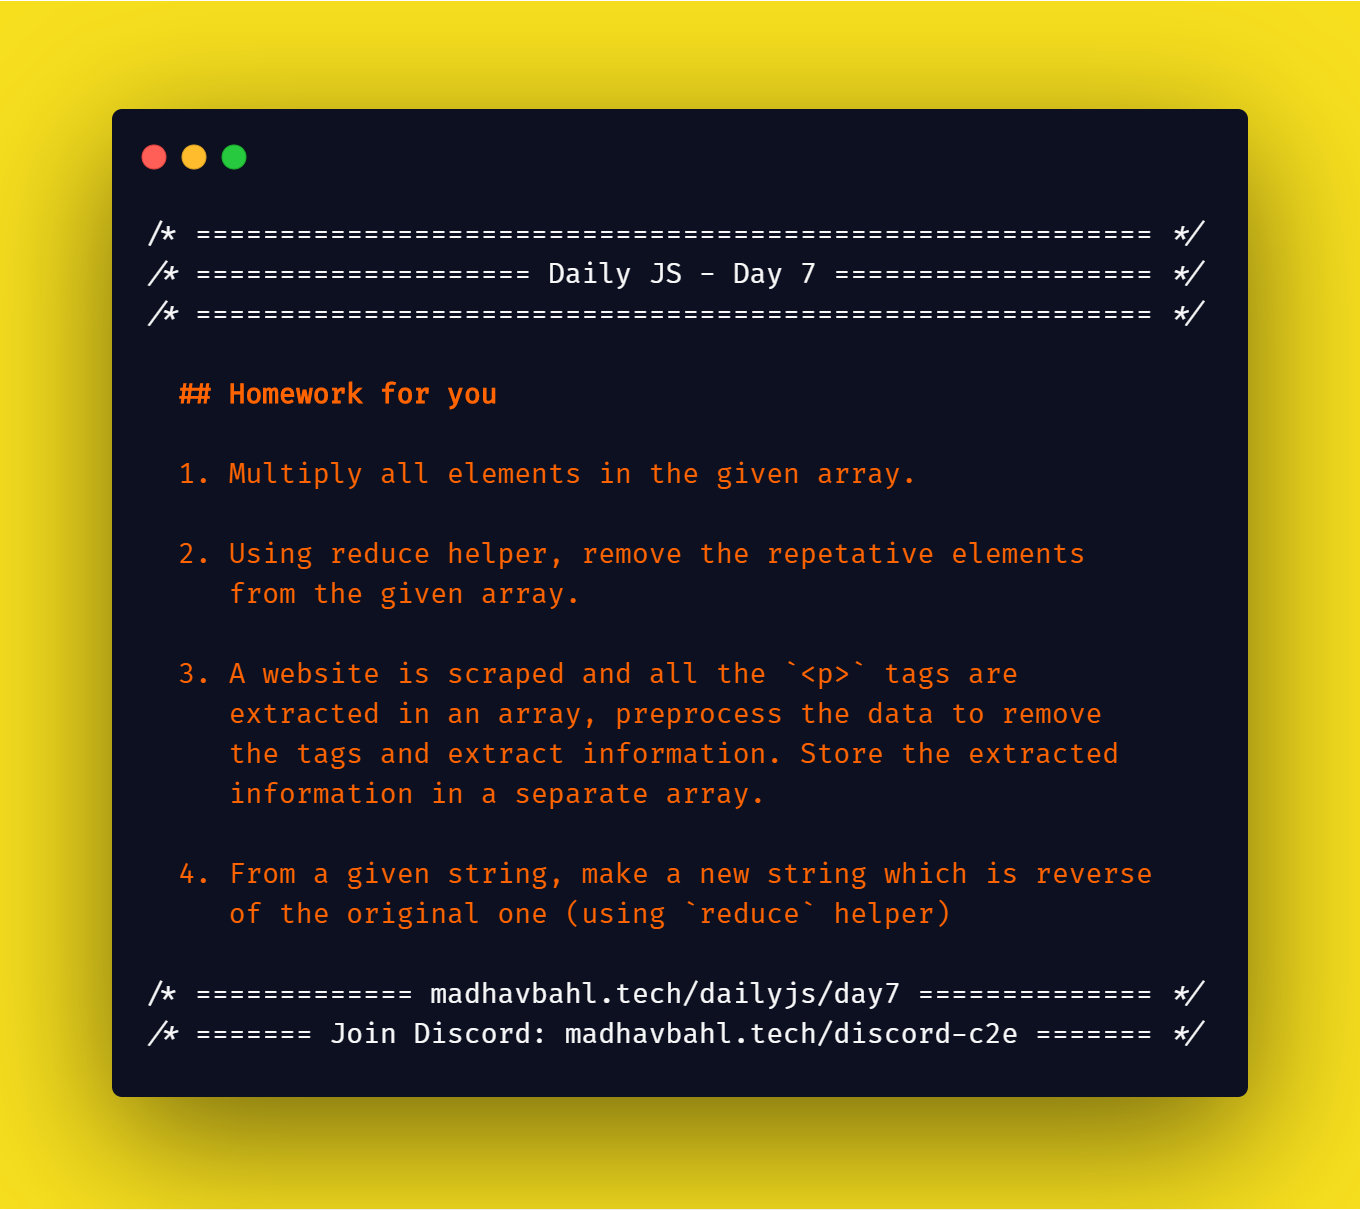 /* ========================================================= */
/* ==================== Daily JS - Day 7 =================== */
/* ========================================================= */
## Homework for you
1. Multiply all elements in the given array.
2. Using reduce helper, remove the repetative elements
from the given array.
3. A website is scraped and all the `<p>` tags are
extracted in an array, preprocess the data to remove
the tags and extract information. Store the extracted
information in a separate array.
4. From a given string, make a new string which is reverse
of the original one (using `reduce` helper)
/* ============= madhavbahl.tech/dailyjs/day7 ============== */
/* ======= Join Discord: madhavbahl.tech/discord-c2e ======= */